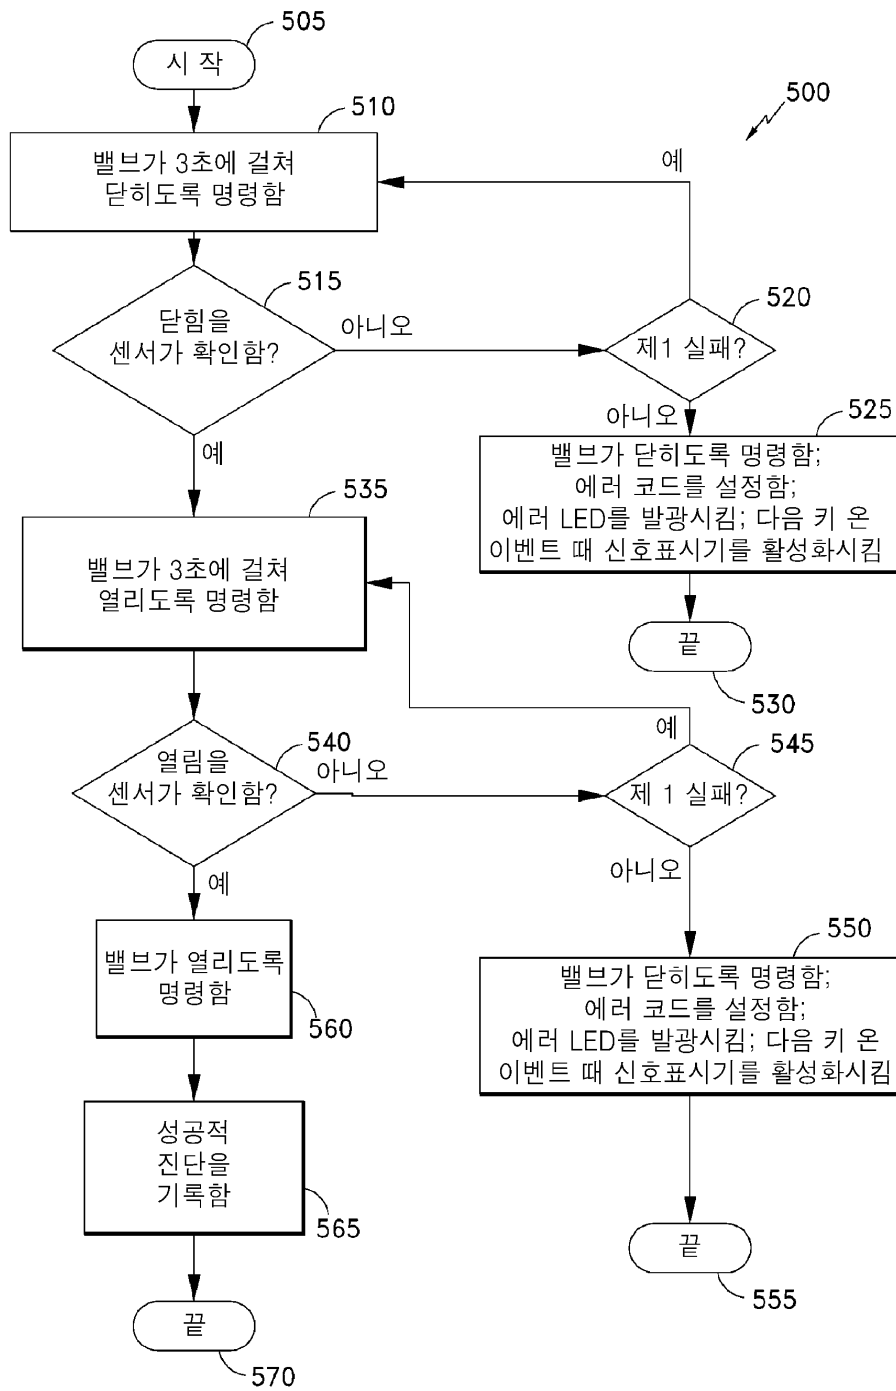 505
시 작
500
510
밸브가 3초에 걸쳐
닫히도록 명령함
예
515
닫힘을
센서가 확인함?
아니오
520
제1 실패?
예
아니오
525
밸브가 닫히도록 명령함;
에러 코드를 설정함;
에러 LED를 발광시킴; 다음 키 온
이벤트 때 신호표시기를 활성화시킴
535
밸브가 3초에 걸쳐
열리도록 명령함
끝
530
예
540
열림을
센서가 확인함?
아니오
545
제 1 실패?
예
아니오
550
밸브가 열리도록
명령함
560
밸브가 닫히도록 명령함;
에러 코드를 설정함;
에러 LED를 발광시킴; 다음 키 온
이벤트 때 신호표시기를 활성화시킴
성공적
진단을
기록함
565
끝
555
끝
570